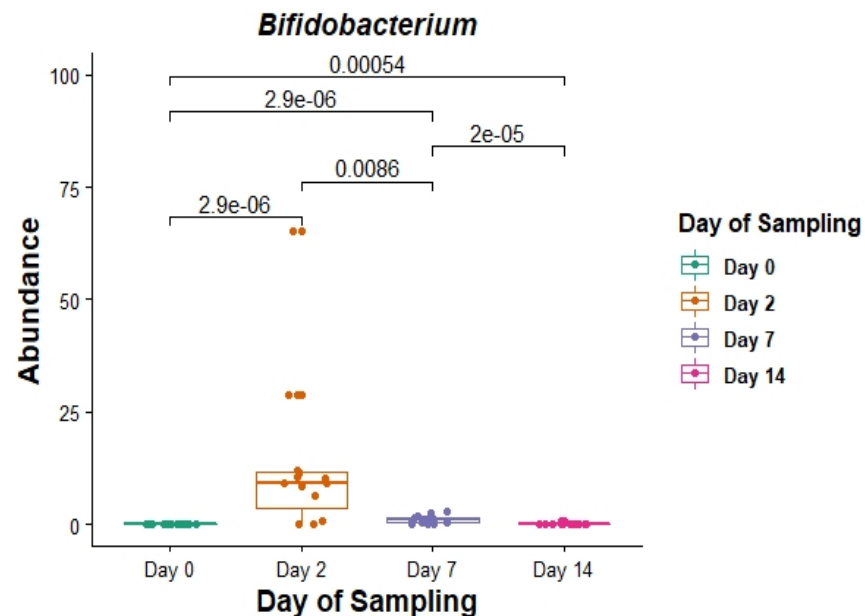 Bifidobacterium
0.00054
2.9e-06
2e-05
0.0086
2.9e-06
100
75
50
25
0
Abundance
Day 0 Day 2 Day 7 Day 14
Day of Sampling
Day of Sampling
Day 0
Day 2
Day 7
Day 14